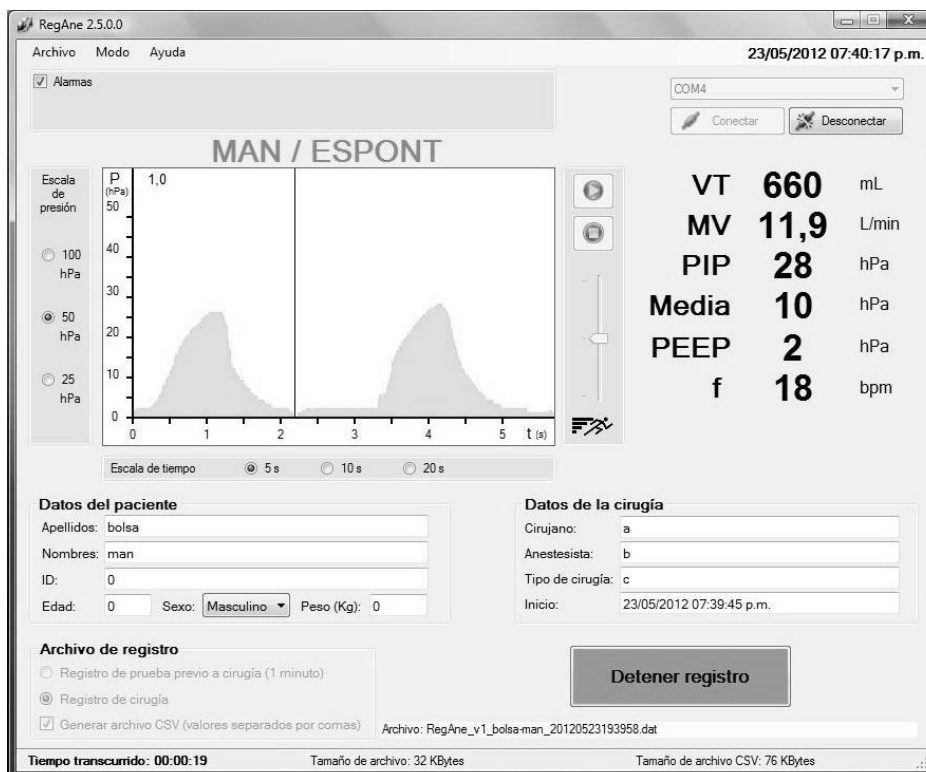 RegAne 2.5.0.0
Archivo Modo Ayuda 23/05/2012 07:40:17 p.m.
Alarmas
COM4
Conectar Desconectar
MAN / ESPONT
Escala de presión
100 hPa
50 hPa
25 hPa
P (hPa) 1,0
50
40
30
20
10
0
0 1 2 3 4 5 t (s)
Escala de tiempo 5 s 10 s 20 s
VT 660 mL
MV 11,9 L/min
PIP 28 hPa
Media 10 hPa
PEEP 2 hPa
f 18 bpm
Datos del paciente
Apellidos: bolsa
Nombres: man
ID: 0
Edad: 0 Sexo: Masculino Peso (Kg): 0
Datos de la cirugía
Cirujano: a
Anestesista: b
Tipo de cirugía: c
Inicio: 23/05/2012 07:39:45 p.m.
Archivo de registro
Registro de prueba previo a cirugía (1 minuto)
Registro de cirugía
Generar archivo CSV (valores separados por comas)
Detener registro
Archivo: RegAne_v1_bolsa-man_20120523193958.dat
Tiempo transcurrido: 00:00:19 Tamaño de archivo: 32 KBytes Tamaño de archivo CSV: 76 KBytes